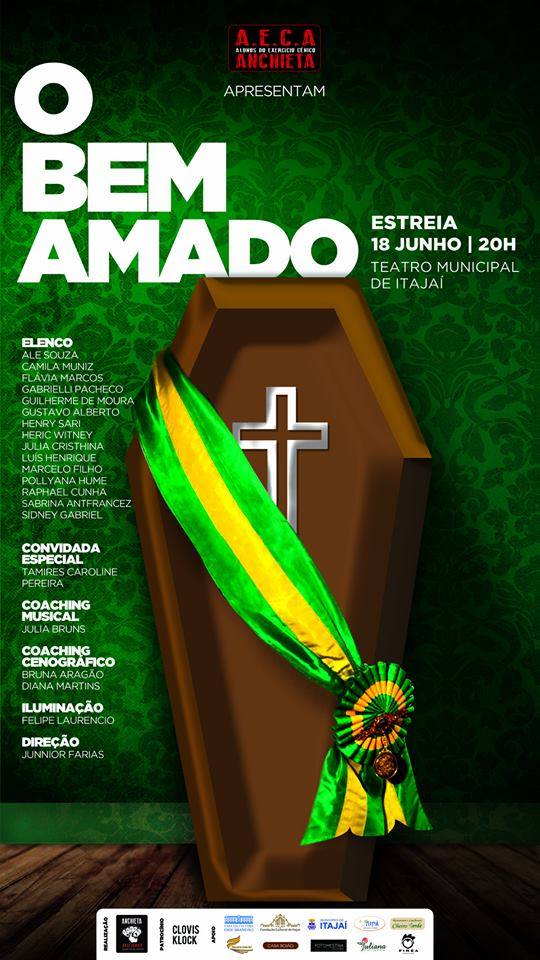 A.E.C.A
ALUNOS DO EXERCÍCIO CÊNICO
ANCHIETA
APRESENTAM
O
BEM
AMADO
ESTREIA
18 JUNHO | 20H
TEATRO MUNICIPAL
DE ITAJAÍ
ELENCO
ALE SOUZA
CAMILA MUNIZ
FLÁVIA MARCOS
GABRIELLI PACHECO
GUILHERME DE MOURA
GUSTAVO ALBERTO
HENRY SARI
HERIC WITNEY
JULIA CRISTHINA
LUÍS HENRIQUE
MARCELO FILHO
POLLYANA HUME
RAPHAEL CUNHA
SABRINA ANTFRANCEZ
SIDNEY GABRIEL
CONVIDADA
ESPECIAL
TAMIRES CAROLINE
PEREIRA
COACHING
MUSICAL
JULIA BRUNS
COACHING
CENOGRÁFICO
BRUNA ARAGÃO
DIANA MARTINS
ILUMINAÇÃO
FELIPE LAURENCIO
DIREÇÃO
JUNNIOR FARIAS
REALIZAÇÃO
ANCHIETA
PATROCÍNIO
CLOVIS
KLOCK
APOIO
ITAJAÍ
CASA BOIÃO
FOTOMESTRIA
Juliana
PIMBA